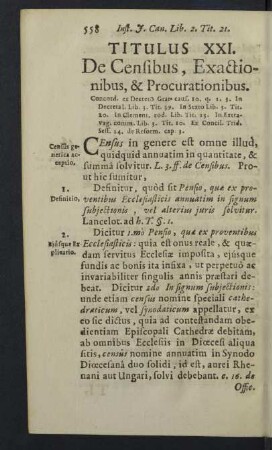 558 Inst. J. Can. Lib. 2. Tit. 21.
TITULUS XXI.
De Censibus, Exactio-
nibus, & Procurationibus.
Concord. ex Decreto Grat. caus. 10. q. 2. 3. In
Decretal. Lib. 3. Tit. 39. In Sexto Lib. 3. Tit.
20. in Clement. eod. Lib. Tit. 13. In Extra-
vag. comm. Lib. 3. Tit. 10. Ex Concil. Trid.
Sess. 24. de Reform. cap. 3.
Census ge-
nerica ac-
ceptio.
CEnsus in genere est omne illud,
quidquid annuatim in quantitate, &
summâ solvitur. L. 3. ff. de Censibus. Pro-
ut hic sumitur,
1.
Definitio.
Definitur, quòd sit Pensio, quæ ex pro-
ventibus Ecclesiasticis annuatim in signum
subjectionis, vel alterius juris solvitur.
Lancelot. ad h. T. §. 1.
2.
Ejúsque Ex-
plicatio.
Dicitur 1.mò Pensio, quæ ex proventibus
Ecclesiasticis: quia est onus reale, & quæ-
dam servitus Ecclesiæ imposita, ejúsque
fundis ac bonis ita infixa, ut perpetuò ac
invariabiliter singulis annis præstari de-
beat. Dicitur 2do In signum subjectionis:
unde etiam census nomine speciali cathe-
draticum, vel synodaticum appellatur, ex
eo sic dictus, quia ad contestandam obe-
dientiam Episcopali Cathedræ debitam,
ab omnibus Ecclesiis in Diœcesi aliqua
sitis, censûs nomine annuatim in Synodo
Diœcesanâ duo solidi, id est, aurei Rhe-
nani aut Ungari, solvi debebant. c. 16. de
Offic.